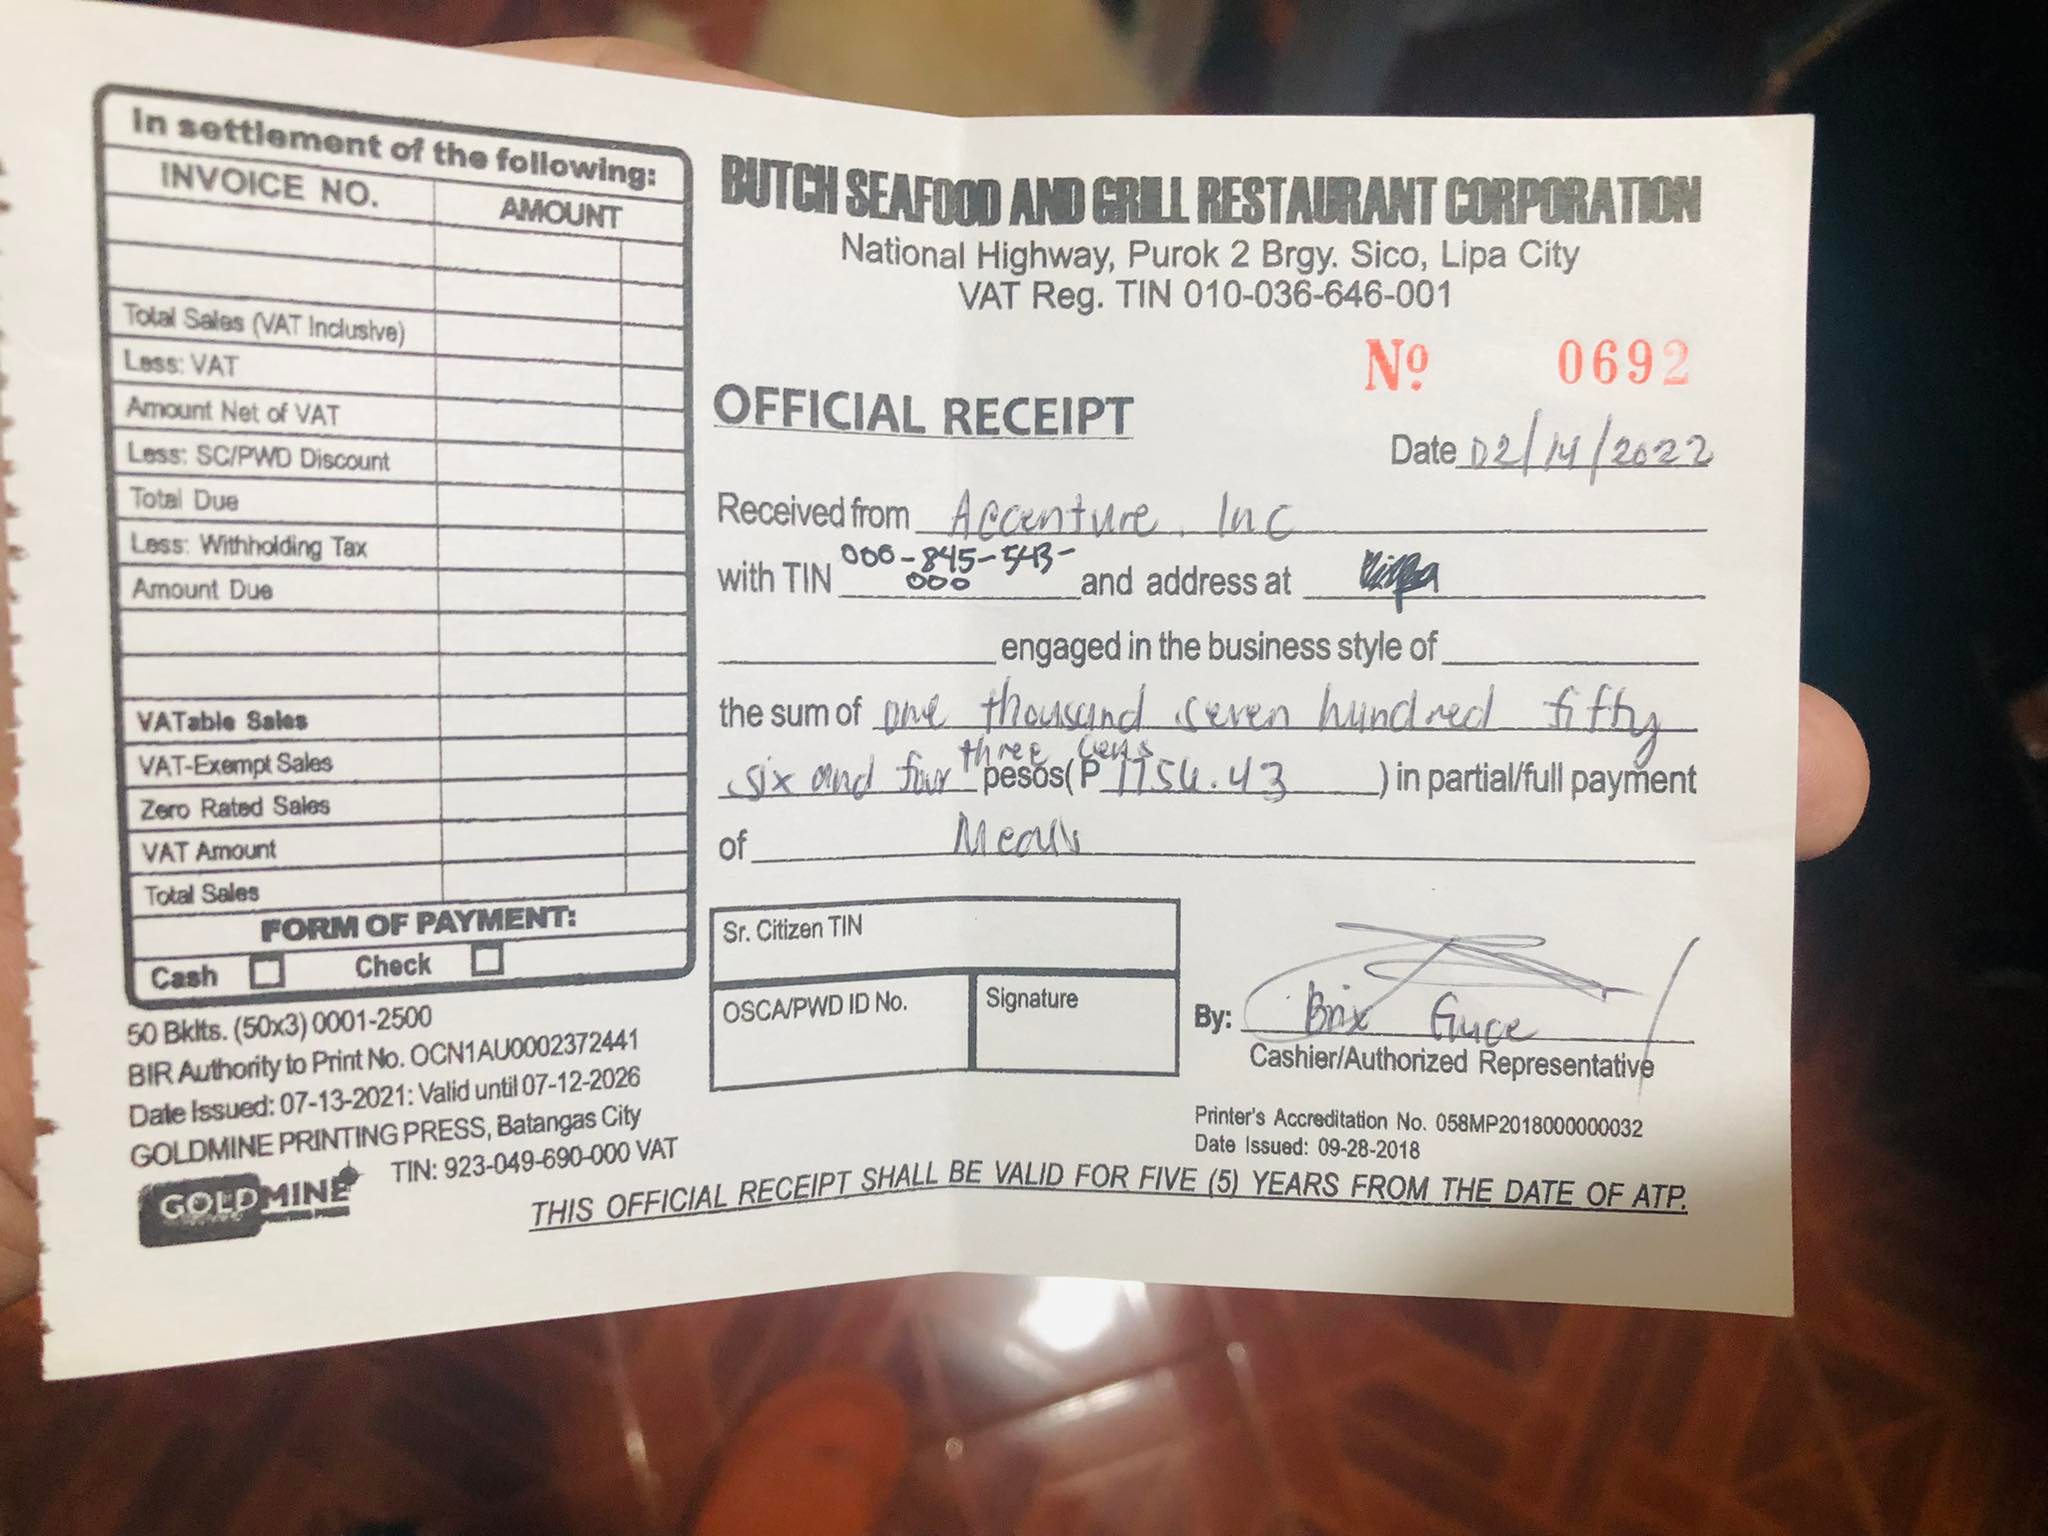 In settlement of the following:
INVOICE NO. AMOUNT
Total Sales (VAT Inclusive)
Less: VAT
Amount Net of VAT
Less: SC/PWD Discount
Total Due
Less: Withholding Tax
Amount Due
VATable Sales
VAT-Exempt Sales
Zero Rated Sales
VAT Amount
Total Sales
FORM OF PAYMENT:
Cash Check
50 Bklts. (50x3) 0001-2500
BIR Authority to Print No. OCN1AU0002372441
Date Issued: 07-13-2021: Valid until 07-12-2026
GOLDMINE PRINTING PRESS, Batangas City
TIN: 923-049-690-000 VAT
GOLDMINE
PRINTING PRESS
BUTCH SEAFOOD AND GRILL RESTAURANT CORPORATION
National Highway, Purok 2 Brgy. Sico, Lipa City
VAT Reg. TIN 010-036-646-001
Nº 0692
OFFICIAL RECEIPT
Date 02/14/2022
Received from Accenture, Inc
with TIN 000-845-543-000 and address at
engaged in the business style of
the sum of one thousand seven hundred fifty
six and four three cens pesos (P 1756.43 ) in partial/full payment
of Meals
Sr. Citizen TIN
OSCA/PWD ID No. Signature
By: Brix Guce
Cashier/Authorized Representative
Printer's Accreditation No. 058MP2018000000032
Date Issued: 09-28-2018
THIS OFFICIAL RECEIPT SHALL BE VALID FOR FIVE (5) YEARS FROM THE DATE OF ATP.